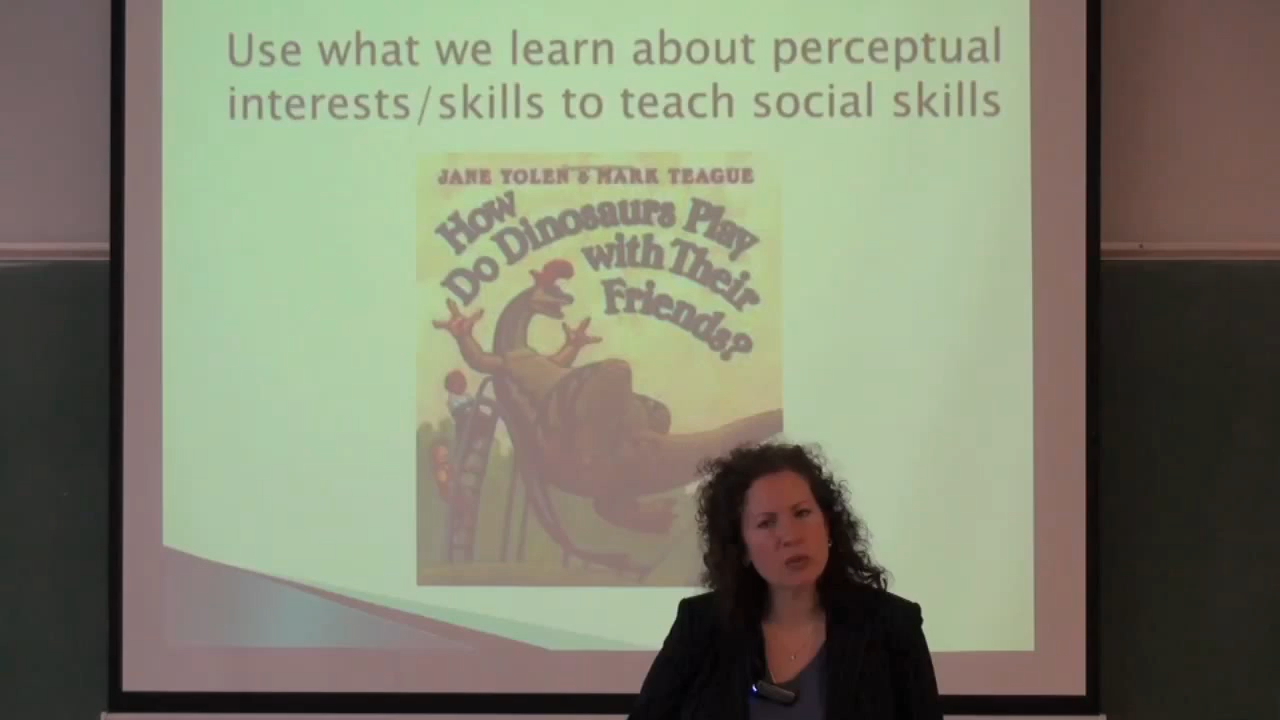 Use what we learn about perceptual
interests/skills to teach social skills
JANE YOLEN & MARK TEAGUE
How
Do Dinosaurs Play
with Their
Friends?